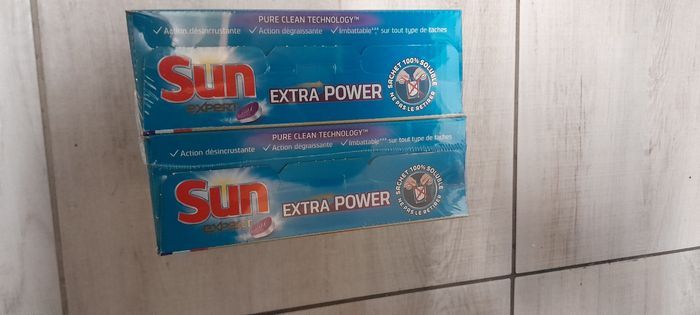 PURE CLEAN TECHNOLOGY™
✓ Action désincrustante ✓ Action dégraissante ✓ Imbattable*** sur tout type de taches
Sun
expert
EXTRA POWER
SACHET 100% SOLUBLE
NE PAS LE RETIRER
PURE CLEAN TECHNOLOGY™
✓ Action désincrustante ✓ Action dégraissante ✓ Imbattable*** sur tout type de taches
Sun
expert
EXTRA POWER
SACHET 100% SOLUBLE
NE PAS LE RETIRER